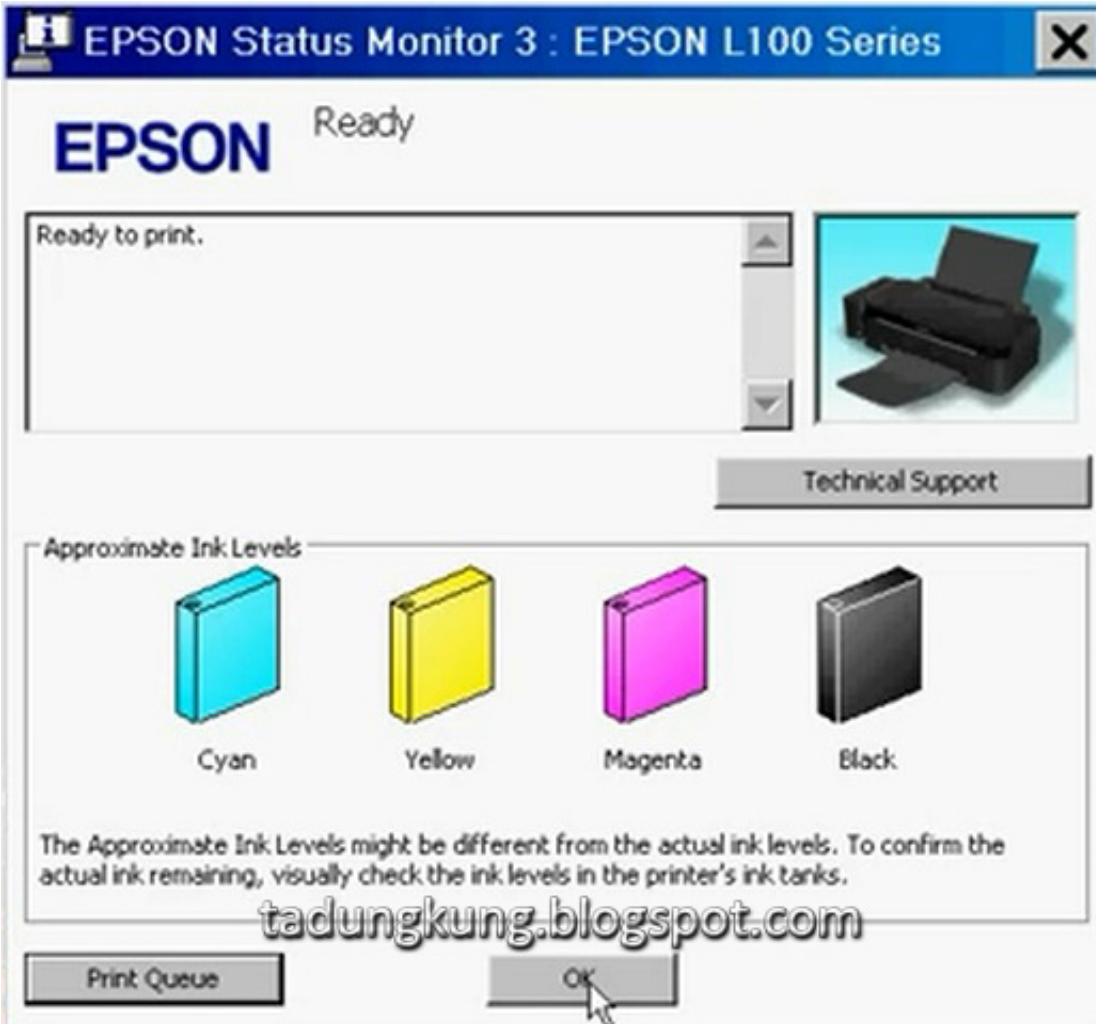 EPSON Status Monitor 3 : EPSON L100 Series
EPSON
Ready
Ready to print.
Technical Support
Approximate Ink Levels
Cyan
Yellow
Magenta
Black
The Approximate Ink Levels might be different from the actual ink levels. To confirm the
actual ink remaining, visually check the ink levels in the printer's ink tanks.
tadungkung.blogspot.com
Print Queue
OK